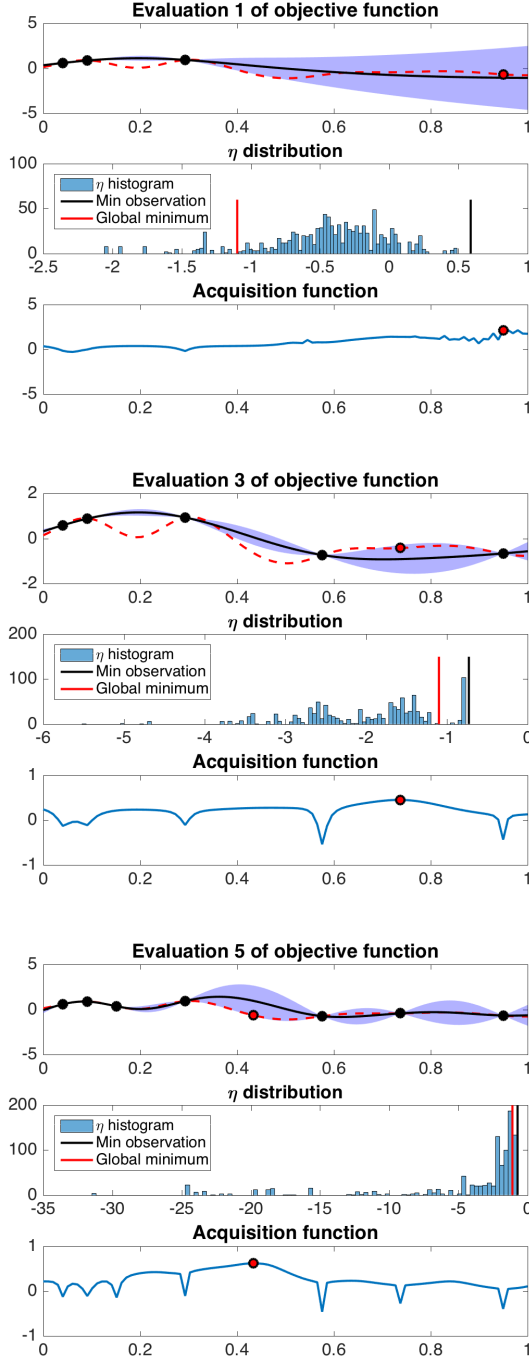 Evaluation 1 of objective function
5
0
-5
0 0.2 0.4 0.6 0.8 1
η distribution
100
50
0
η histogram
Min observation
Global minimum
-2.5 -2 -1.5 -1 -0.5 0 0.5 1
Acquisition function
5
0
-5
0 0.2 0.4 0.6 0.8 1
Evaluation 3 of objective function
2
0
-2
0 0.2 0.4 0.6 0.8 1
η distribution
200
100
0
η histogram
Min observation
Global minimum
-6 -5 -4 -3 -2 -1 0
Acquisition function
1
0
-1
0 0.2 0.4 0.6 0.8 1
Evaluation 5 of objective function
5
0
-5
0 0.2 0.4 0.6 0.8 1
η distribution
200
100
0
η histogram
Min observation
Global minimum
-35 -30 -25 -20 -15 -10 -5 0
Acquisition function
1
0
-1
0 0.2 0.4 0.6 0.8 1